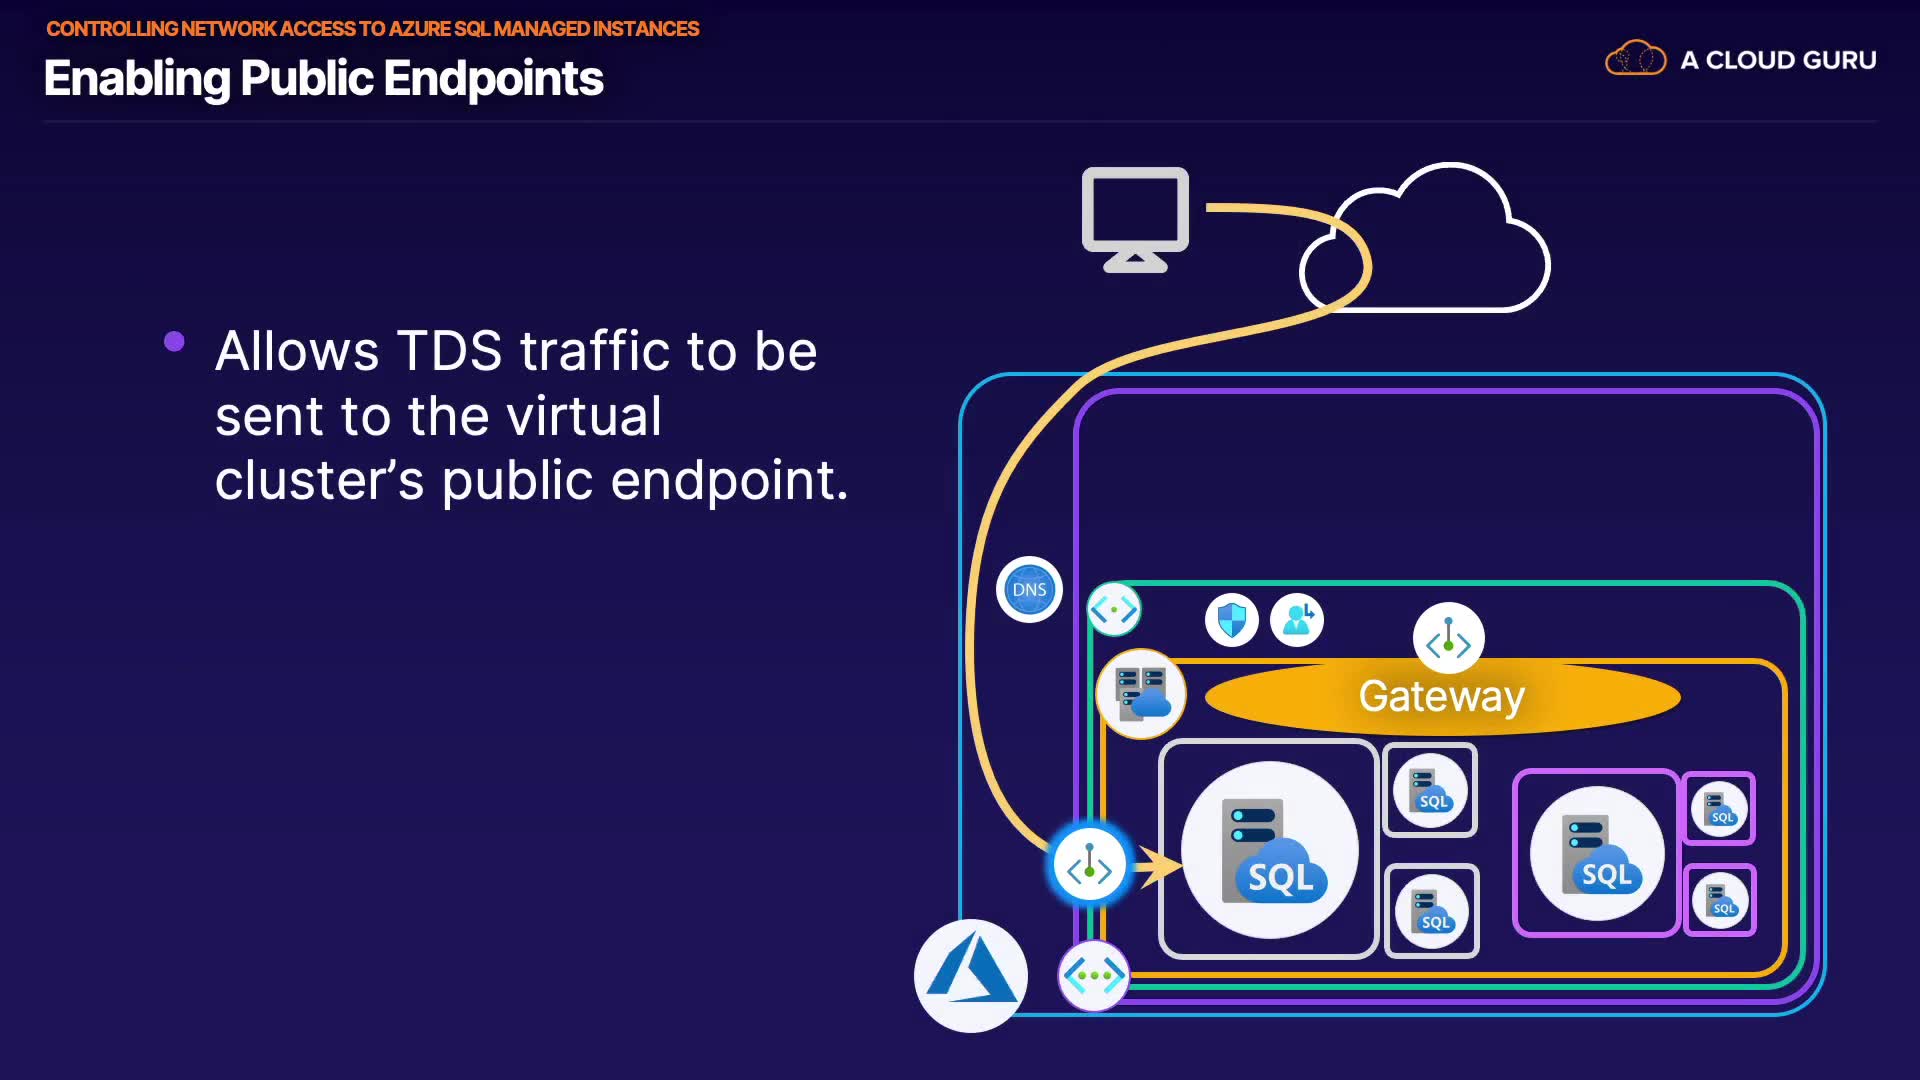 CONTROLLING NETWORK ACCESS TO AZURE SQL MANAGED INSTANCES
Enabling Public Endpoints
A CLOUD GURU
Allows TDS traffic to be
sent to the virtual
cluster’s public endpoint.
DNS
Gateway
SQL
SQL
SQL
SQL
SQL
SQL